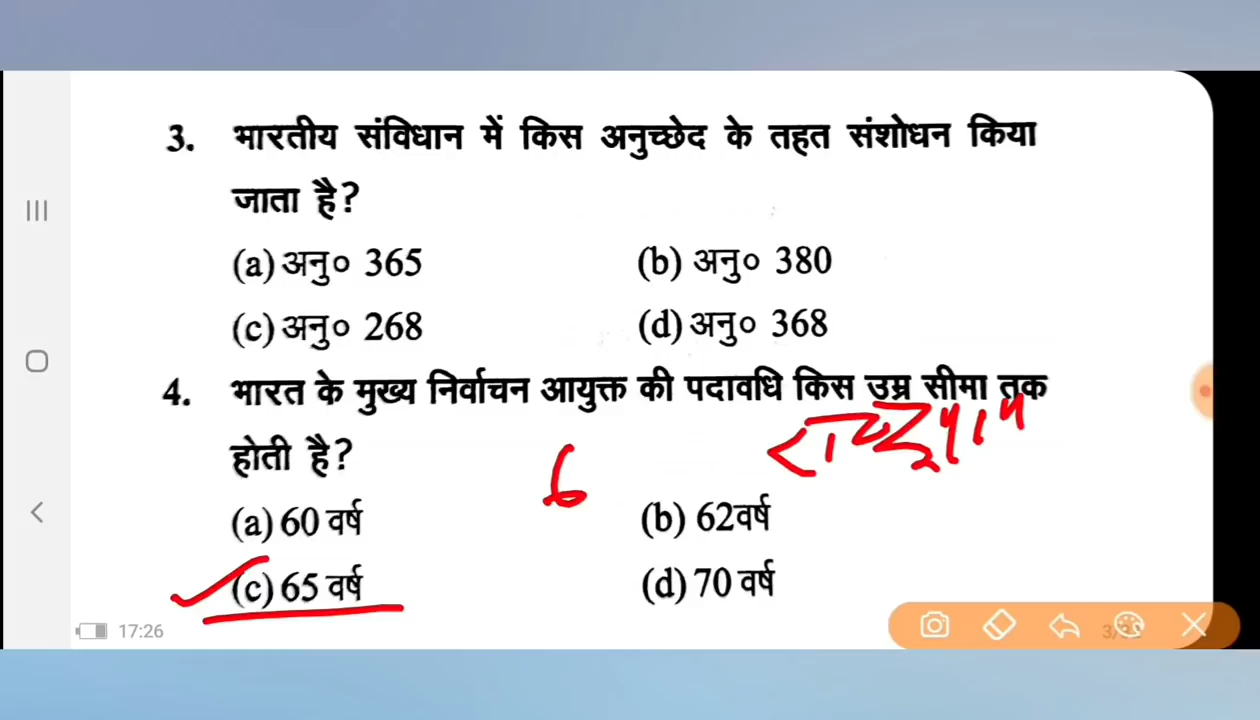 3. भारतीय संविधान में किस अनुच्छेद के तहत संशोधन किया
जाता है?
(a) अनु० 365 (b) अनु० 380
(c) अनु० 268 (d) अनु० 368
4. भारत के मुख्य निर्वाचन आयुक्त की पदावधि किस उम्र सीमा तक
होती है?
6
(a) 60 वर्ष (b) 62वर्ष
(c) 65 वर्ष (d) 70 वर्ष
17:26